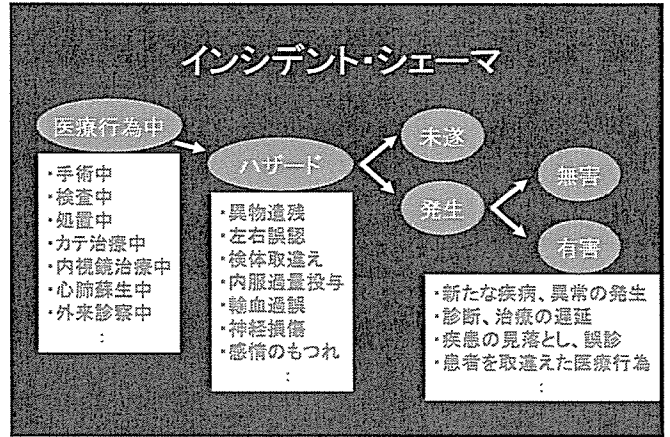 インシデント・シェーマ
医療行為中
・手術中
・検査中
・処置中
・カテ治療中
・内視鏡治療中
・心肺蘇生中
・外来診察中
：
ハザード
・異物遺残
・左右誤認
・検体取違え
・内服過量投与
・輸血過誤
・神経損傷
・感情のもつれ
：
未遂
発生
無害
有害
・新たな疾病、異常の発生
・診断、治療の遅延
・疾患の見落とし、誤診
・患者を取違えた医療行為
：